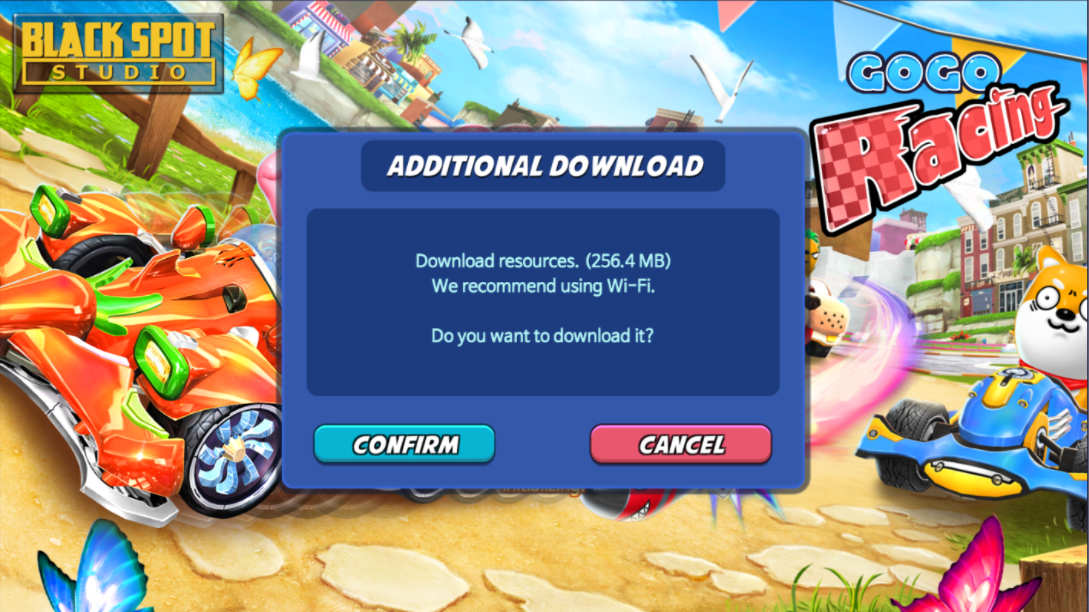 BLACK SPOT
STUDIO
GOGO
Racing
ADDITIONAL DOWNLOAD
Download resources. (256.4 MB)
We recommend using Wi-Fi.
Do you want to download it?
CONFIRM
CANCEL